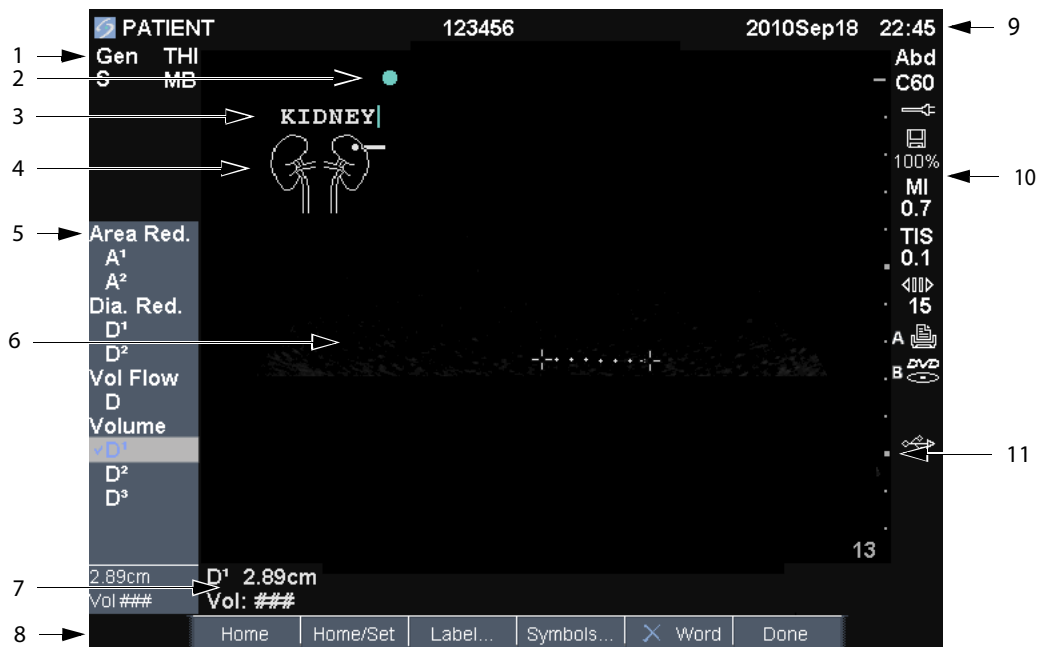 PATIENT 123456 2010Sep18 22:45
1 Gen THI
2 S MB
3 KIDNEY
4
5 Area Red.
A¹
A²
Dia. Red.
D¹
D²
6
Vol Flow
D
Volume
D¹
D²
D³
2.89cm
Vol ###
7 D¹ 2.89cm
Vol: ###
8 Home Home/Set Label... Symbols... X Word Done
9
Abd
C60
100%
10
MI
0.7
TIS
0.1
15
A
B DVD
11
13